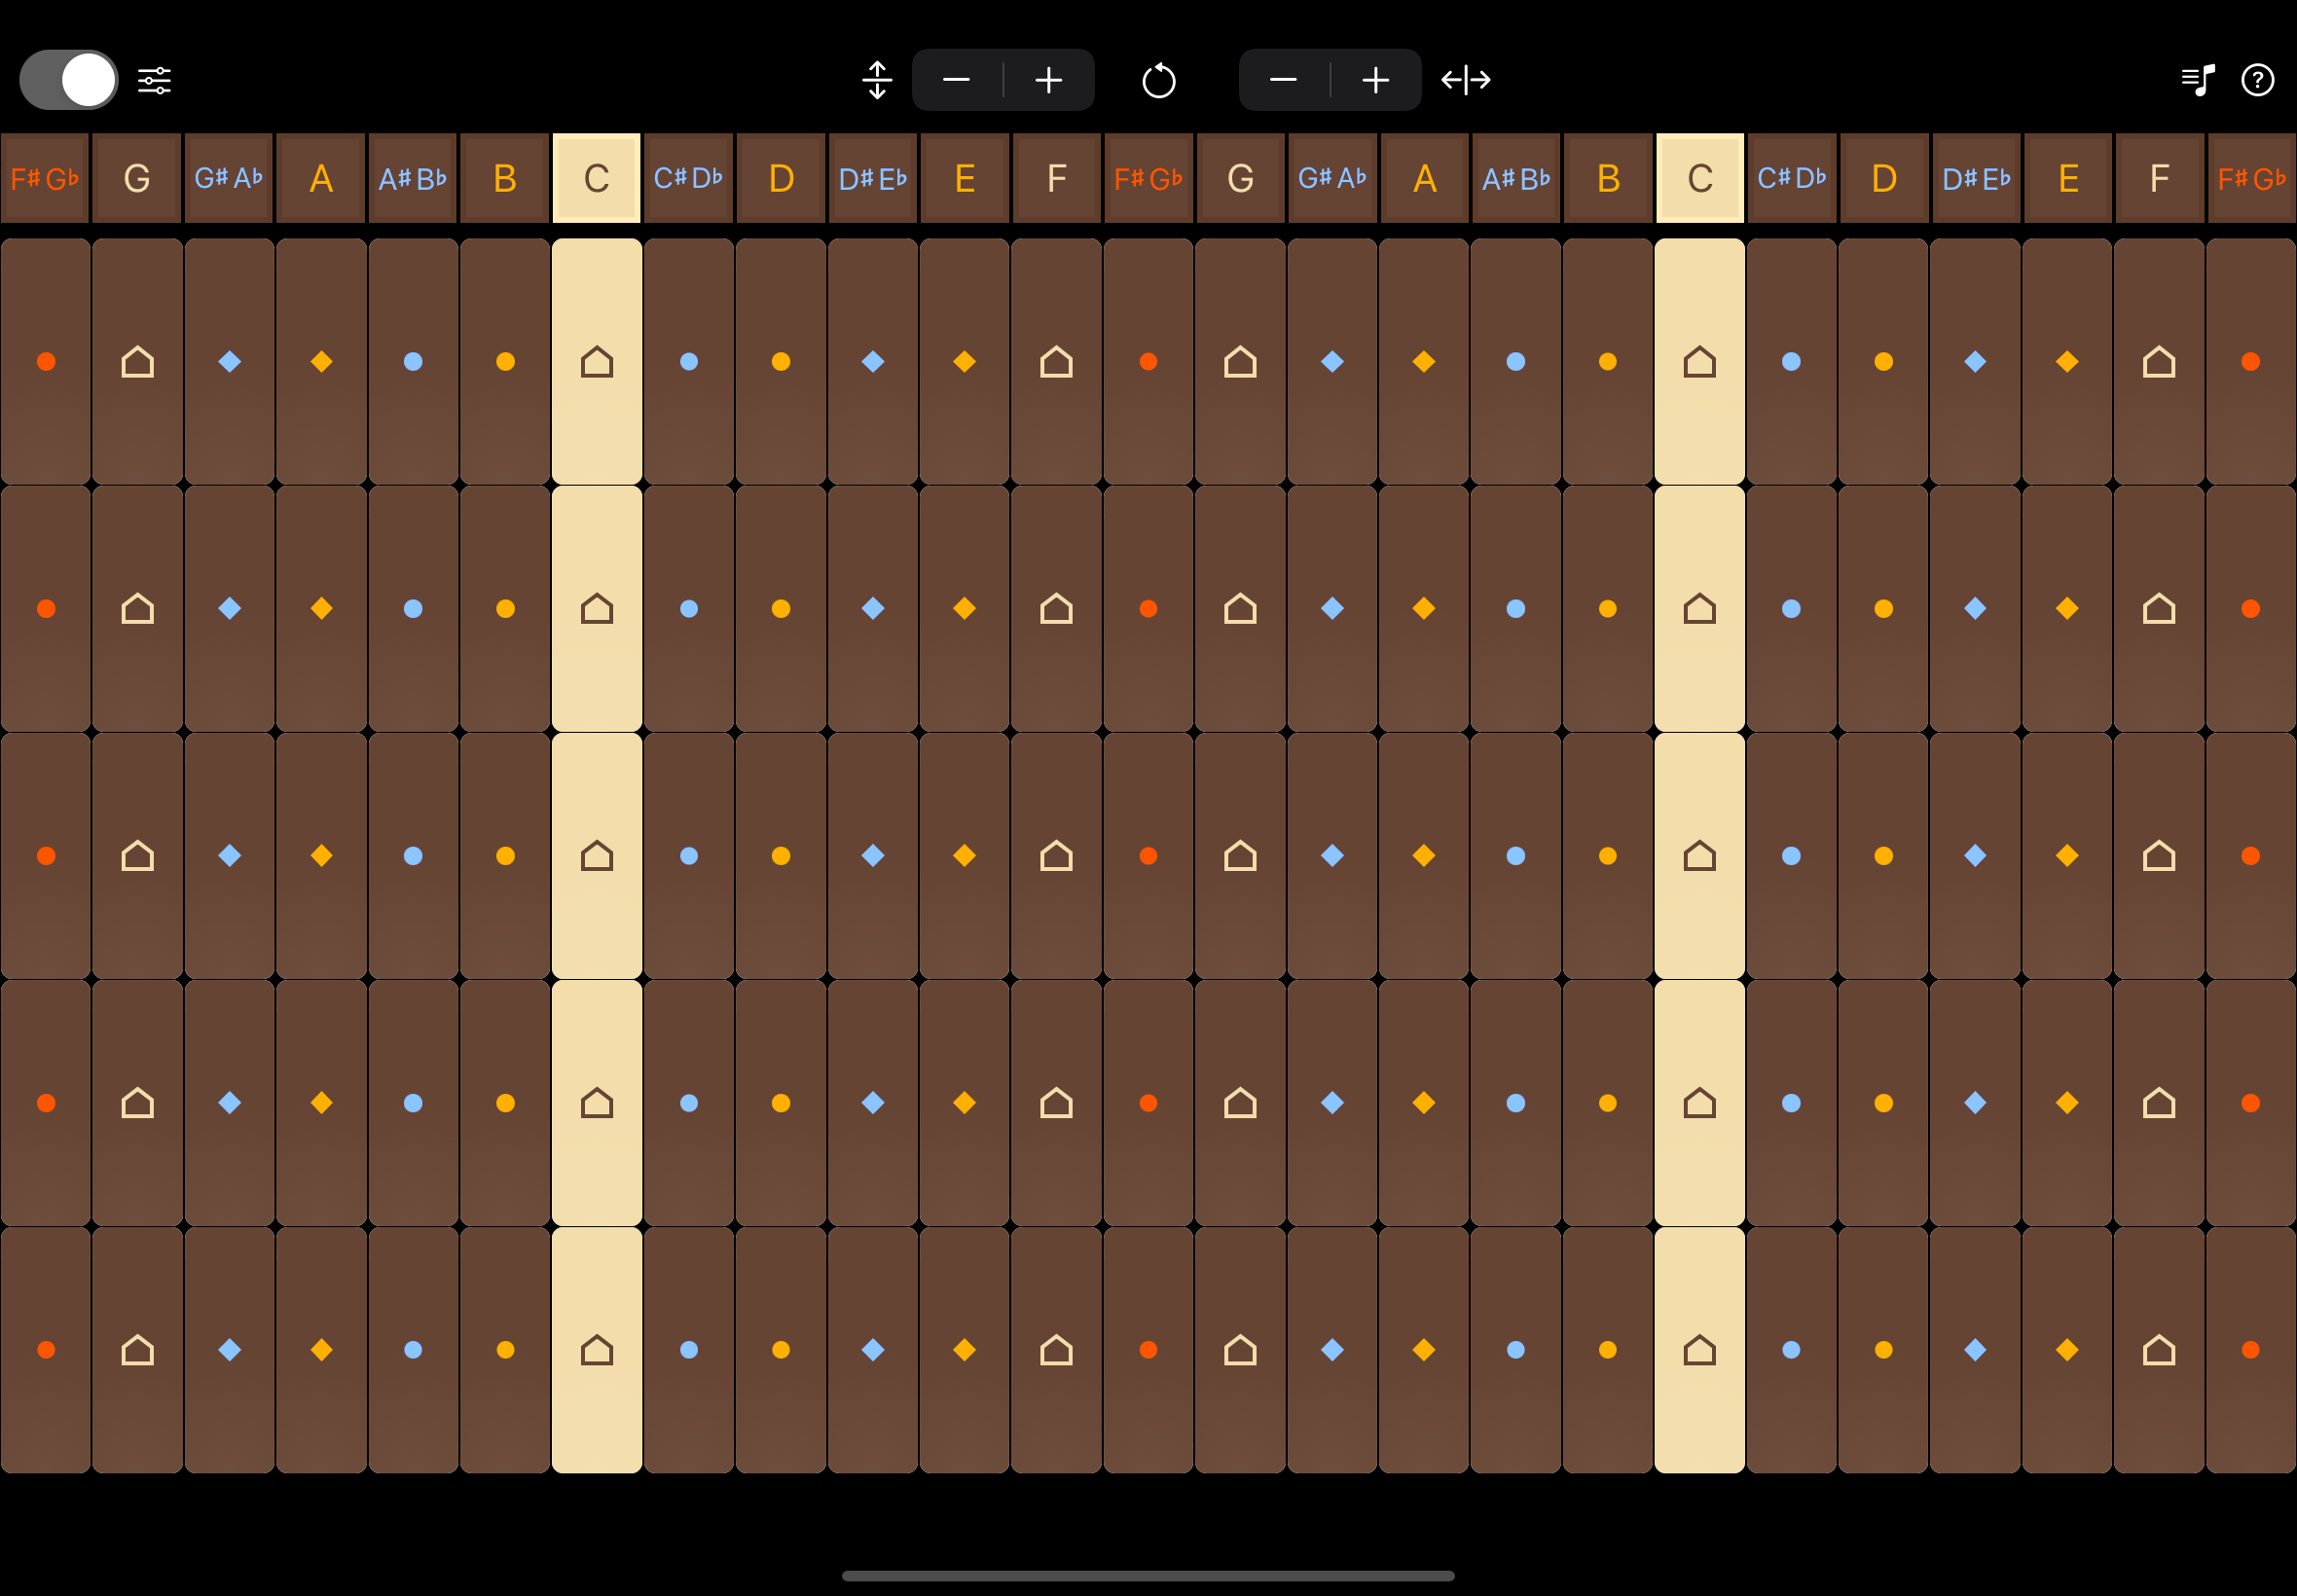 F♯ G♭ G G♯ A♭ A A♯ B♭ B C C♯ D♭ D D♯ E♭ E F F♯ G♭ G G♯ A♭ A A♯ B♭ B C C♯ D♭ D D♯ E♭ E F F♯ G♭